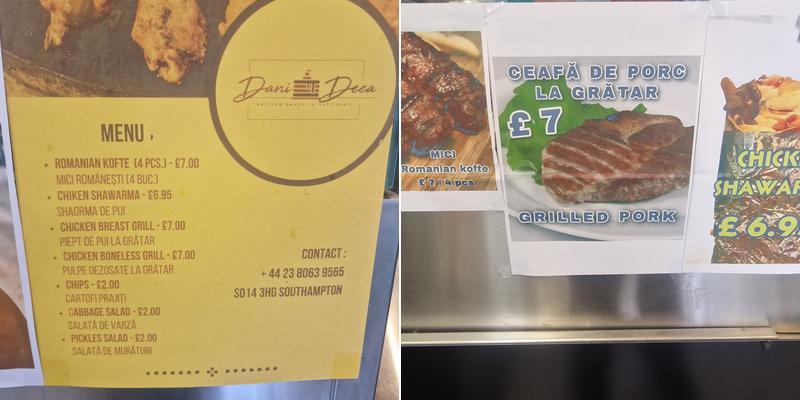 Dani Deea
ARTISAN BAKERY & PATISSERIE
MENU
ROMANIAN KOFTE (4 PCS.) - £7.00
MICI ROMÂNEȘTI (4 BUC.)
CHIKEN SHAWARMA - £6.95
SHAORMA DE PUI
CHICKEN BREAST GRILL - £7.00
PIEPT DE PUI LA GRĂTAR
CHICKEN BONELESS GRILL - £7.00
PULPE DEZOSATE LA GRĂTAR
CHIPS - £2.00
CARTOFI PRAJIȚI
CABBAGE SALAD - £2.00
SALATĂ DE VARZĂ
PICKLES SALAD - £2.00
SALATĂ DE MURĂTURI
CONTACT :
+ 44 23 8063 9565
SO14 3HG SOUTHAMPTON
MICI
Romanian kofte
£ 7 / 4 pcs
CEAFĂ DE PORC
LA GRĂTAR
£ 7
GRILLED PORK
CHICK
SHAWAR
£ 6.9